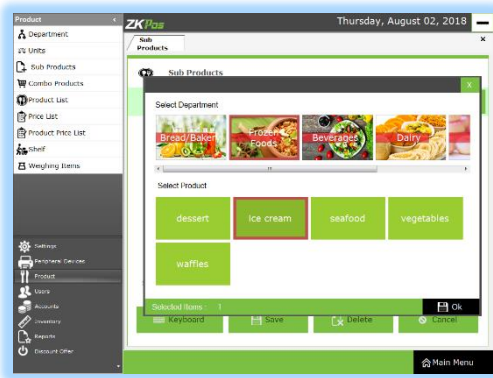 Product
Department
Units
Sub Products
Combo Products
Product List
Price List
Product Price List
Shelf
Weighing Items
Settings
Peripheral Devices
Product
Users
Accounts
Inventory
Reports
Discount Offer
ZKPos
Thursday, August 02, 2018
Sub
Products
x
Sub Products
X
Select Department
Bread/Baker
Frozen
Foods
Beverages
Dairy
Select Product
dessert
ice cream
seafood
vegetables
waffles
Selected Items : 1
Ok
Keyboard
Save
Delete
Cancel
Main Menu